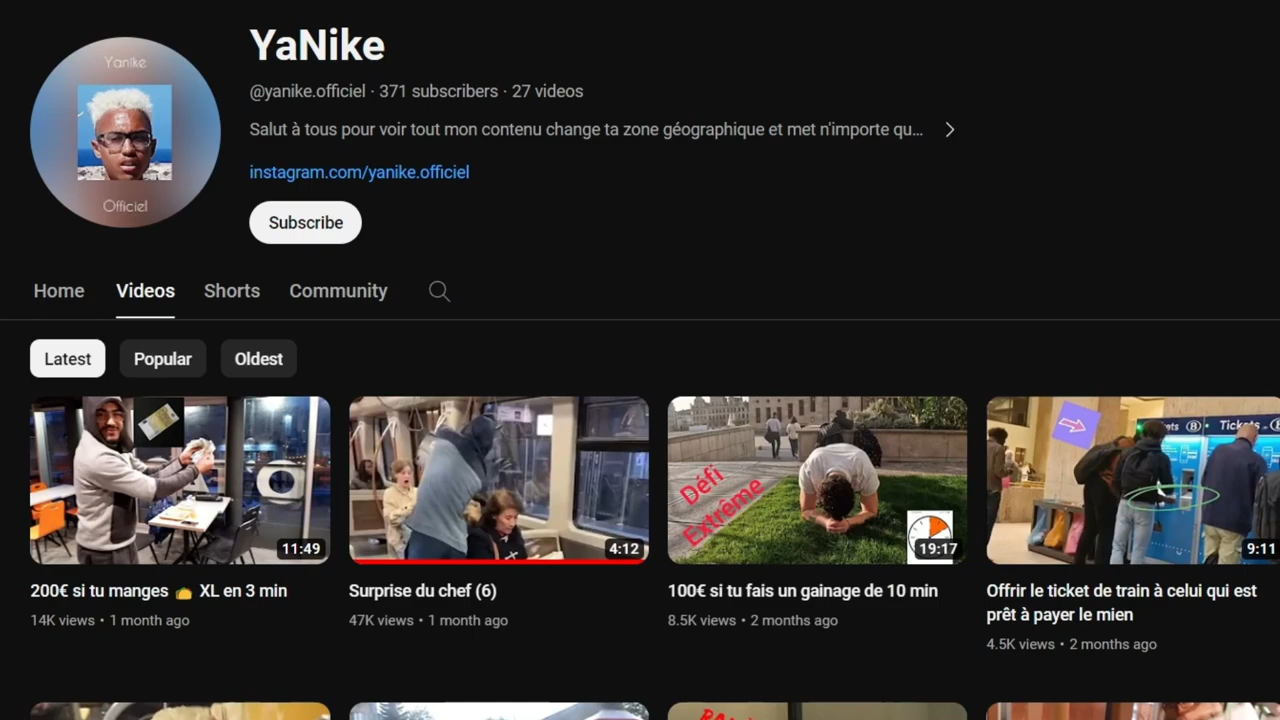 Yanike
Officiel
YaNike
@yanike.officiel · 371 subscribers · 27 videos
Salut à tous pour voir tout mon contenu change ta zone géographique et met n'importe qu...
instagram.com/yanike.officiel
Subscribe
Home Videos Shorts Community
Latest Popular Oldest
11:49
4:12
Défi
Extrême
19:17
Tickets
9:11
200€ si tu manges 🌮 XL en 3 min
14K views • 1 month ago
Surprise du chef (6)
47K views • 1 month ago
100€ si tu fais un gainage de 10 min
8.5K views • 2 months ago
Offrir le ticket de train à celui qui est
prêt à payer le mien
4.5K views • 2 months ago